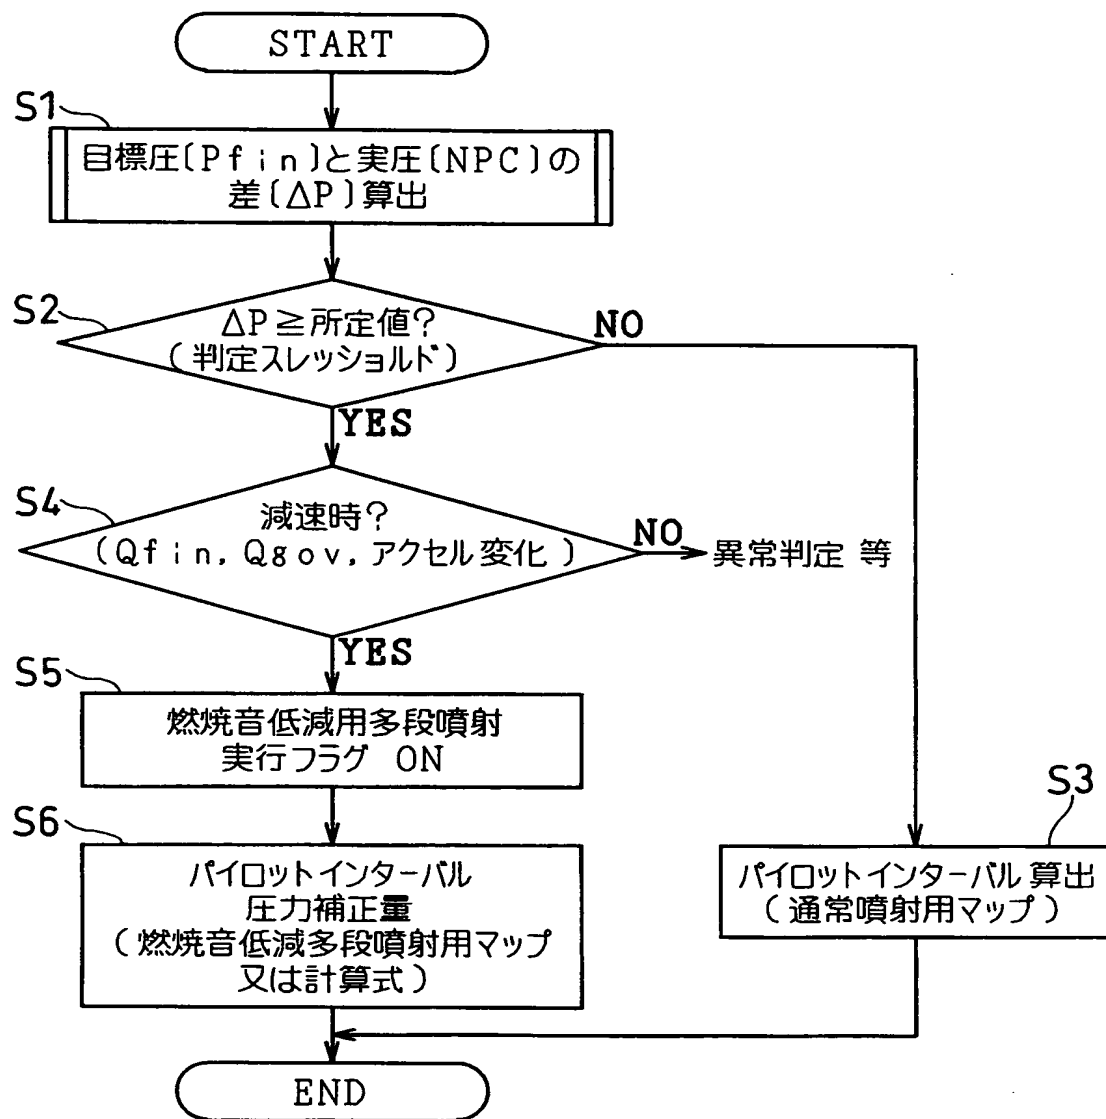 START
S1
目標圧〔Pfin〕と実圧〔NPC〕の
差〔ΔP〕算出
S2
ΔP≧所定値?
(判定スレッショルド)
NO
YES
S4
減速時?
(Qfin, Qgov, アクセル変化)
NO
異常判定 等
YES
S5
燃焼音低減用多段噴射
実行フラグ ON
S6
パイロットインターバル
圧力補正量
(燃焼音低減多段噴射用マップ
又は計算式)
S3
パイロットインターバル算出
(通常噴射用マップ)
END